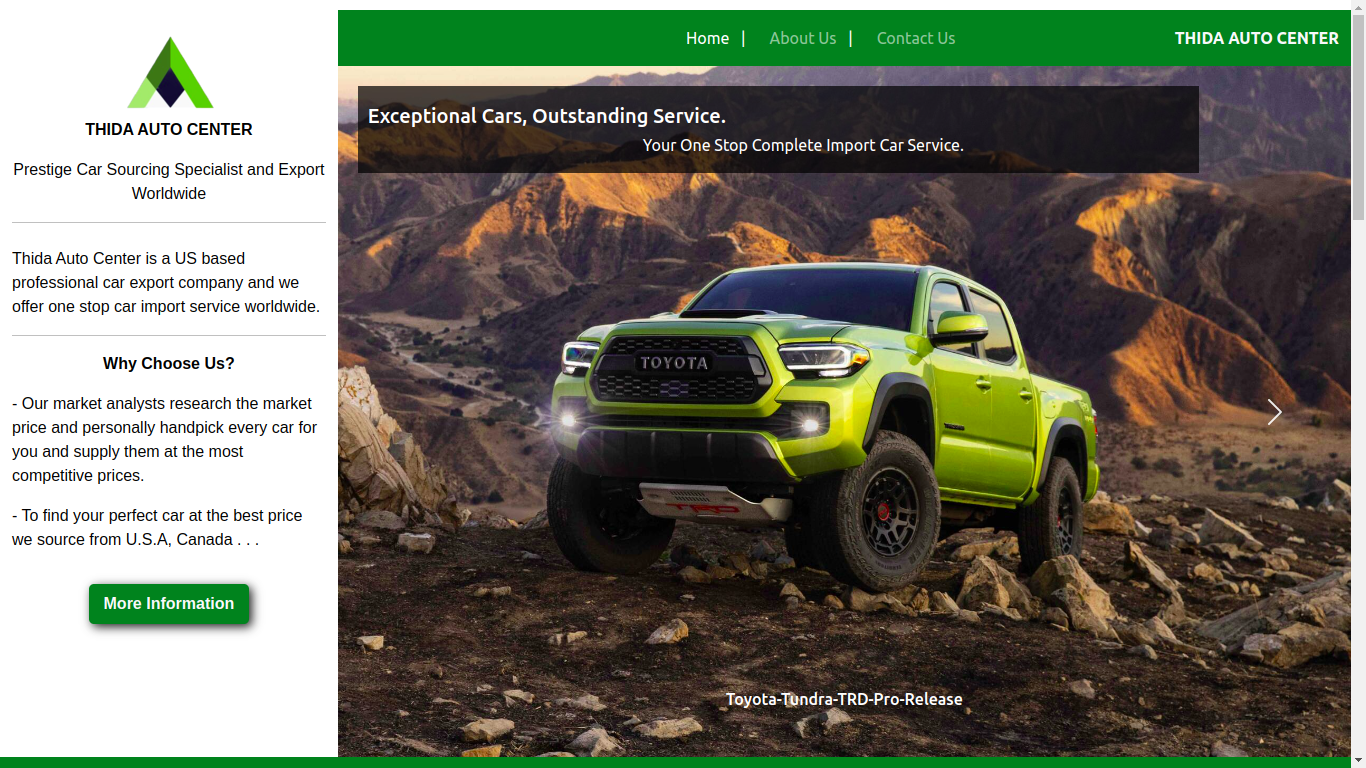 THIDA AUTO CENTER
Prestige Car Sourcing Specialist and Export
Worldwide
Thida Auto Center is a US based
professional car export company and we
offer one stop car import service worldwide.
Why Choose Us?
- Our market analysts research the market
price and personally handpick every car for
you and supply them at the most
competitive prices.
- To find your perfect car at the best price
we source from U.S.A, Canada . . .
More Information
Home | About Us | Contact Us
THIDA AUTO CENTER
Exceptional Cars, Outstanding Service.
Your One Stop Complete Import Car Service.
TOYOTA
TRD
Toyota-Tundra-TRD-Pro-Release